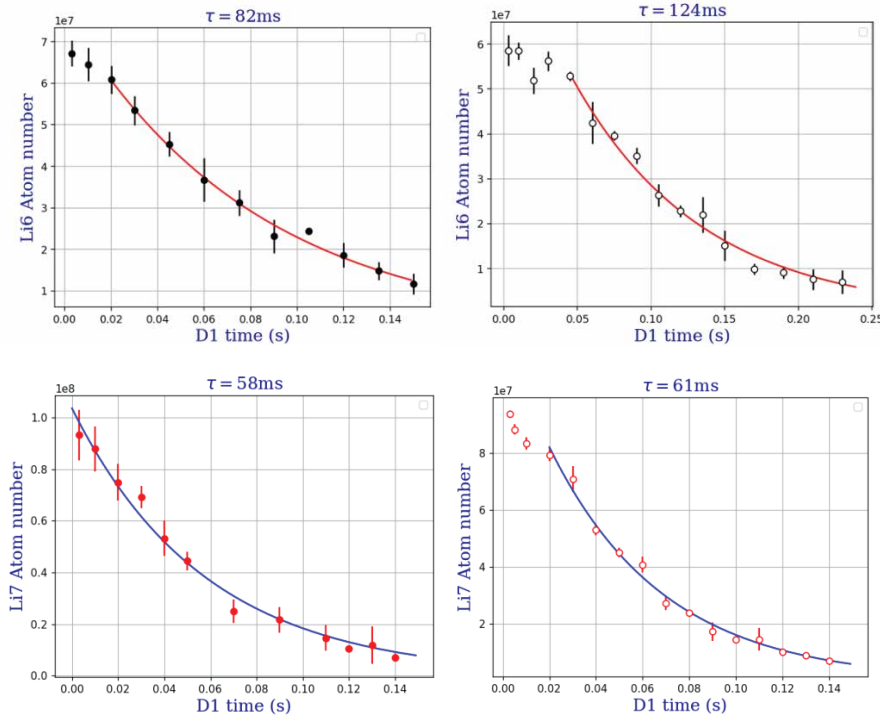 τ = 82ms
1e7
7
6
5
4
3
2
1
Li6 Atom number
0.00 0.02 0.04 0.06 0.08 0.10 0.12 0.14
D1 time (s)
τ = 124ms
1e7
6
5
4
3
2
1
Li6 Atom number
0.00 0.05 0.10 0.15 0.20 0.25
D1 time (s)
τ = 58ms
1e8
1.0
0.8
0.6
0.4
0.2
0.0
Li7 Atom number
0.00 0.02 0.04 0.06 0.08 0.10 0.12 0.14
D1 time (s)
τ = 61ms
1e7
8
6
4
2
Li7 Atom number
0.00 0.02 0.04 0.06 0.08 0.10 0.12 0.14
D1 time (s)